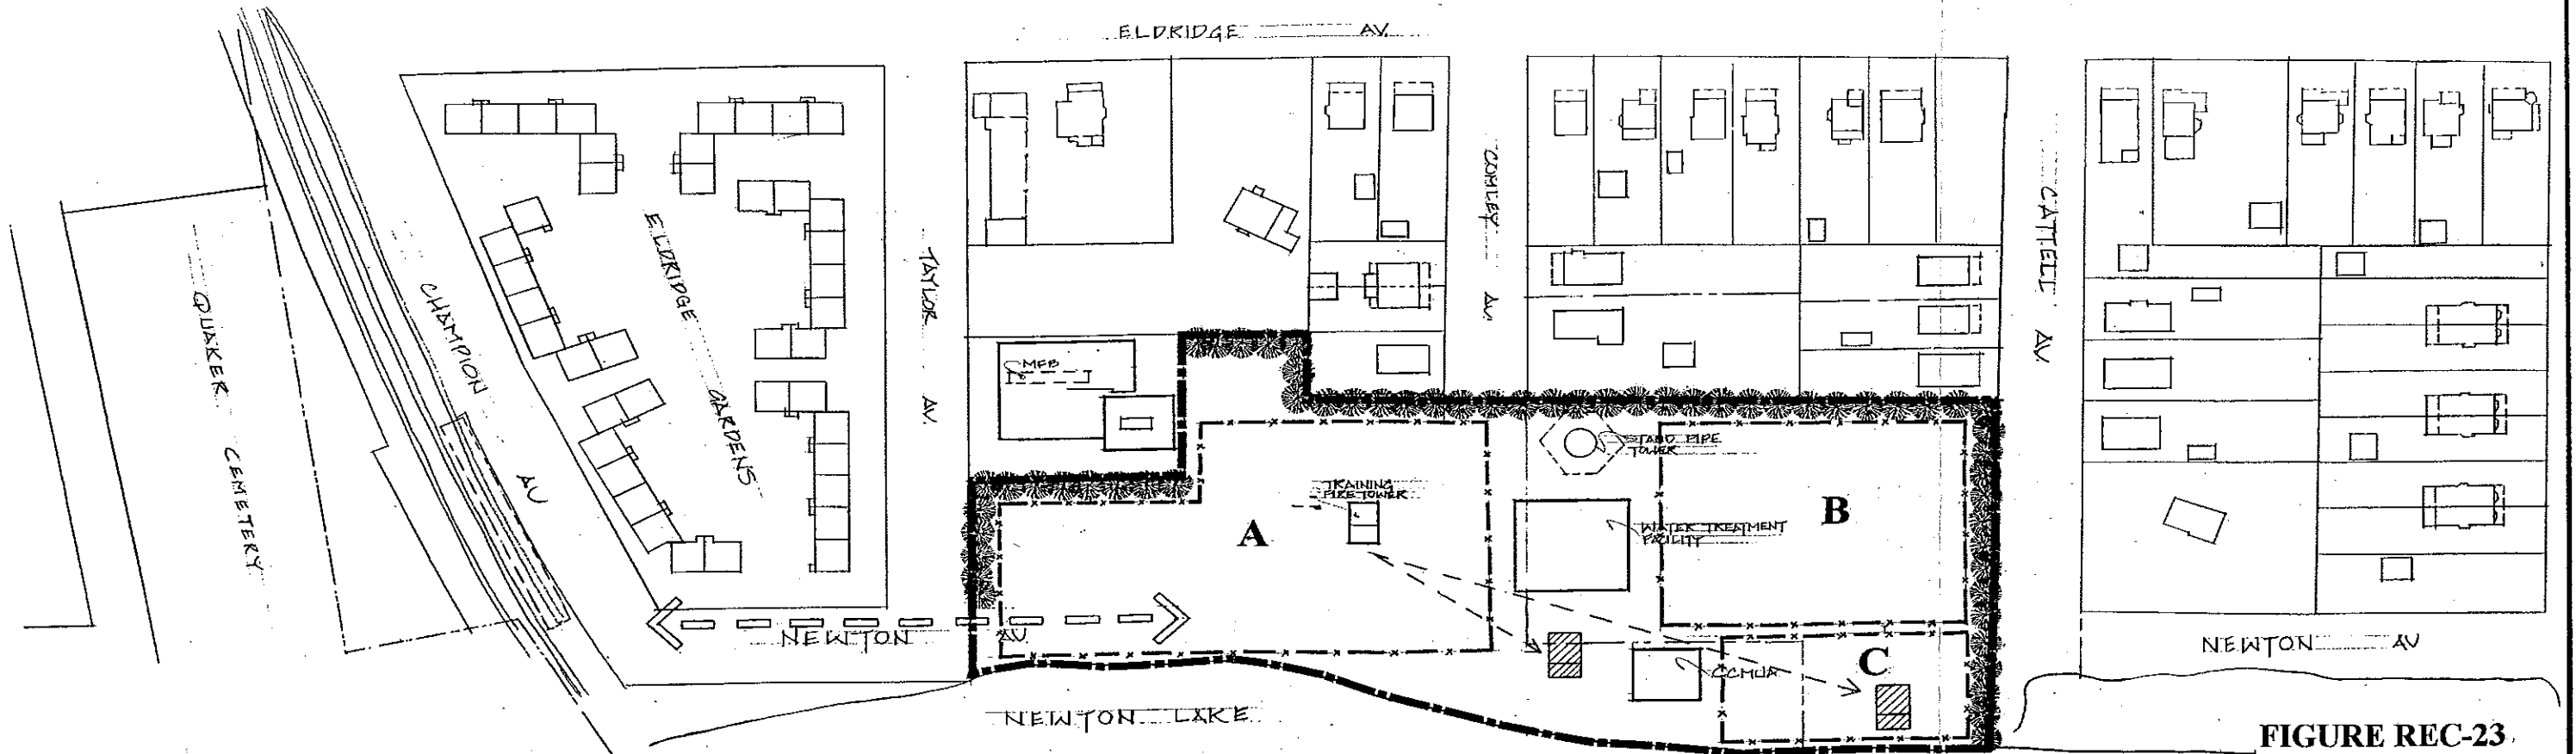 ELDRIDGE AV.
QUAKER CEMETERY
CHAMPION AV
ELDRIDGE GARDENS
TAYLOR AV.
COMLEY AV.
CATTELL AV.
MFB
STAND PIPE
TOWER
TRAINING
FIRE TOWER
A
B
WATER TREATMENT
FACILITY
NEWTON AV.
C
CCMUA
NEWTON AV
NEWTON LAKE
FIGURE REC-23